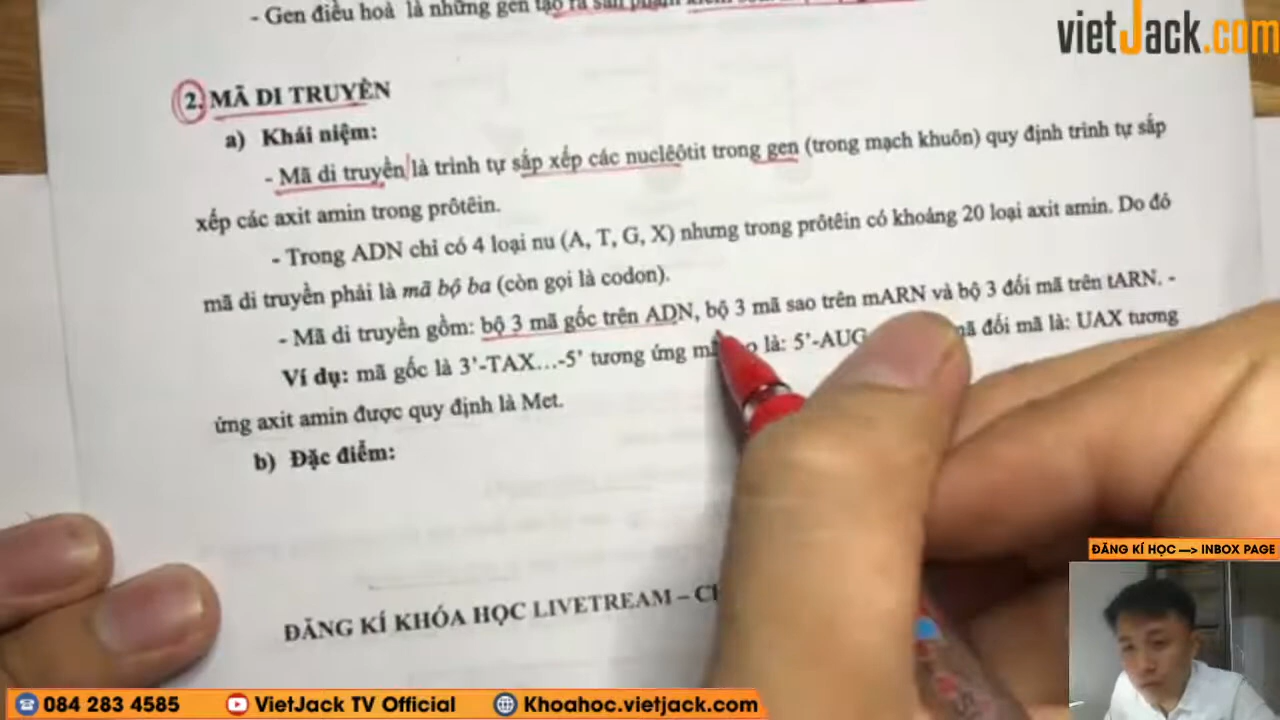 - Gen điều hoà là những gen tạo ra sản phẩm
vietJack.com
2. MÃ DI TRUYỀN
a) Khái niệm:
- Mã di truyền là trình tự sắp xếp các nuclêôtit trong gen (trong mạch khuôn) quy định trình tự sắp
xếp các axit amin trong prôtêin.
- Trong ADN chỉ có 4 loại nu (A, T, G, X) nhưng trong prôtêin có khoảng 20 loại axit amin. Do đó
mã di truyền phải là mã bộ ba (còn gọi là codon).
- Mã di truyền gồm: bộ 3 mã gốc trên ADN, bộ 3 mã sao trên mARN và bộ 3 đối mã trên tARN. -
Ví dụ: mã gốc là 3’-TAX…-5’ tương ứng là: 5’-AUG đối mã là: UAX tương
ứng axit amin được quy định là Met.
b) Đặc điểm:
ĐĂNG KÍ KHÓA HỌC LIVETREAM –
ĐĂNG KÍ HỌC —> INBOX PAGE
084 283 4585 VietJack TV Official Khoahoc.vietjack.com